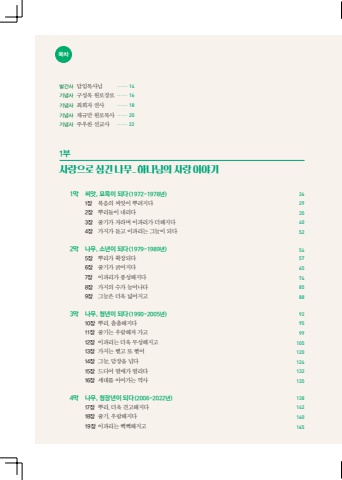 목차
발간사 담임목사님 ······ 14
기념사 구성옥 원로장로 ······ 16
기념사 최희자 권사 ······ 18
기념사 채규만 원로목사 ······ 20
기념사 주우환 선교사 ······ 22
1부
사랑으로 심긴 나무_ 하나님의 사랑 이야기
1막 씨앗, 묘목이 되다(1972-1978년) 24
1장 복음의 씨앗이 뿌려지다 29
2장 뿌리들이 내리다 35
3장 줄기가 자라며 이파리가 더해지다 46
4장 가지가 돋고 이파리는 그늘이 되다 52
2막 나무, 소년이 되다(1979-1989년) 54
5장 뿌리가 확장되다 57
6장 줄기가 굵어지다 65
7장 이파리가 풍성해지다 74
8장 가지의 수가 늘어나다 85
9장 그늘은 더욱 넓어지고 88
3막 나무, 청년이 되다(1990-2005년) 92
10장 뿌리, 촘촘해지다 95
11장 줄기는 우람해져 가고 99
12장 이파리는 더욱 무성해지고 105
13장 가지는 뻗고 또 뻗어 120
14장 그늘, 담장을 넘다 124
15장 드디어 열매가 열리다 132
16장 세대를 이어가는 역사 135
4막 나무, 청장년이 되다(2006-2022년) 138
17장 뿌리, 더욱 견고해지다 142
18장 줄기, 우람해지다 149
19장 이파리는 빽빽해지고 165